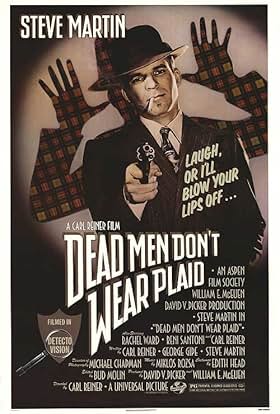 STEVE MARTIN
LAUGH,
OR I'LL
BLOW YOUR
LIPS OFF...
A CARL REINER FILM
DEAD MEN DON'T
WEAR PLAID
FILMED IN
DETECTO
VISION
AN ASPEN
FILM SOCIETY
WILLIAM E. McEUEN
DAVID V. PICKER PRODUCTION
STEVE MARTIN IN
"DEAD MEN DON'T WEAR PLAID"
RACHEL WARD RENI SANTONI CARL REINER
CARL REINER GEORGE GIPE STEVE MARTIN
MICHAEL CHAPMAN MIKLOS ROZSA EDITH HEAD
BUD MOLIN DAVID V. PICKER WILLIAM E. McEUEN
CARL REINER A UNIVERSAL PICTURE
PG